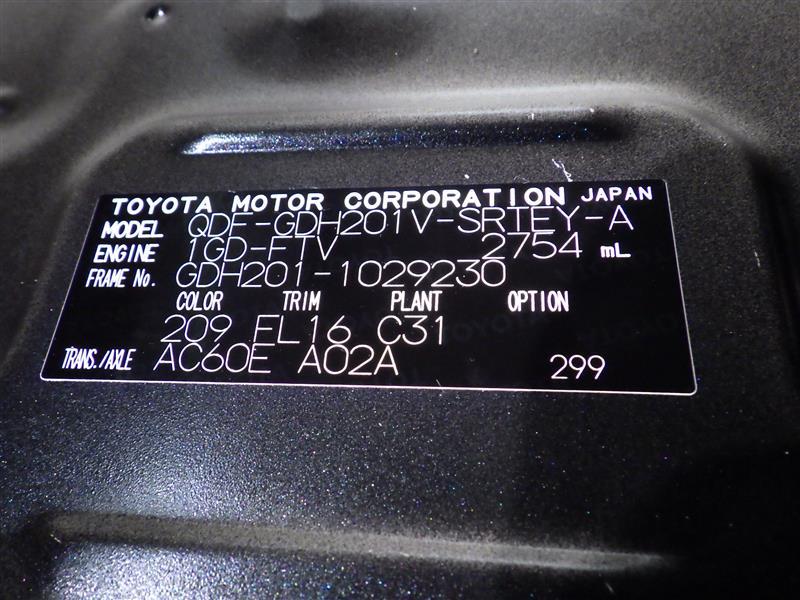 TOYOTA MOTOR CORPORATION JAPAN
MODEL QDF-GDH201V-SRTEY-A
ENGINE 1GD-FTV 2754 mL
FRAME No. GDH201-1029230
COLOR TRIM PLANT OPTION
209 FL16 C31
TRANS./AXLE AC60E A02A 299